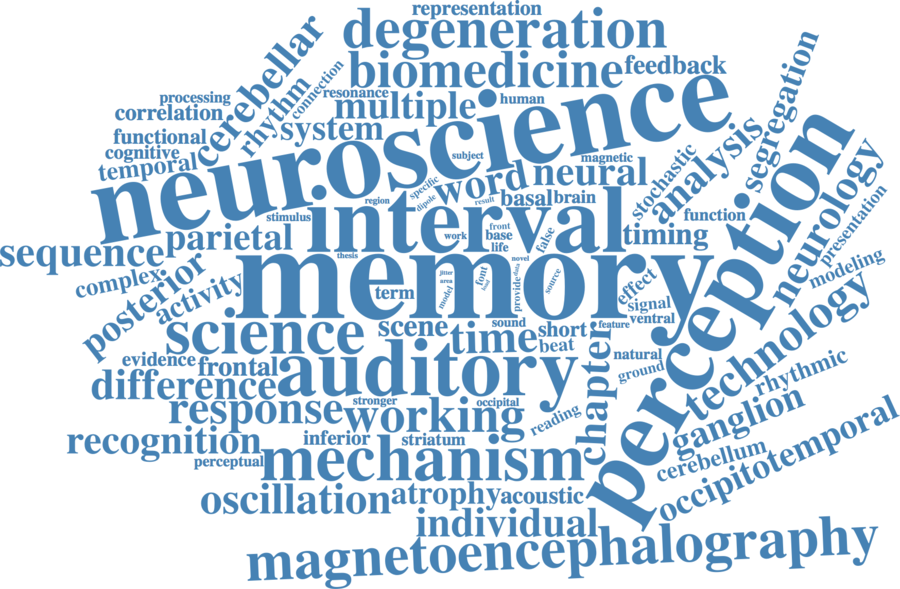 representation
degeneration
cerebellar
biomedicine
feedback
connection
rhythm
processing
resonance
multiple
human
correlation
system
functional
cognitive
temporal
neuroscience
subject
magnetic
segregation
stochastic
analysis
perception
neurology
presentation
specific
dipole
word
neural
region
result
basal
brain
stimulus
interval
function
sequence
parietal
work
front
base
life
false
timing
thesis
memory
complex
posterior
activity
term
jitter
area
model
font
load
novel
data
provide
source
effect
signal
ventral
modeling
technology
science
scene
sound
time
short
beat
feature
chapter
natural
ground
evidence
frontal
auditory
difference
rhythmic
ganglion
response
stronger
working
occipital
reading
recognition
inferior
striatum
perceptual
mechanism
cerebellum
occipitotemporal
oscillation
atrophy
acoustic
individual
magnetoencephalography